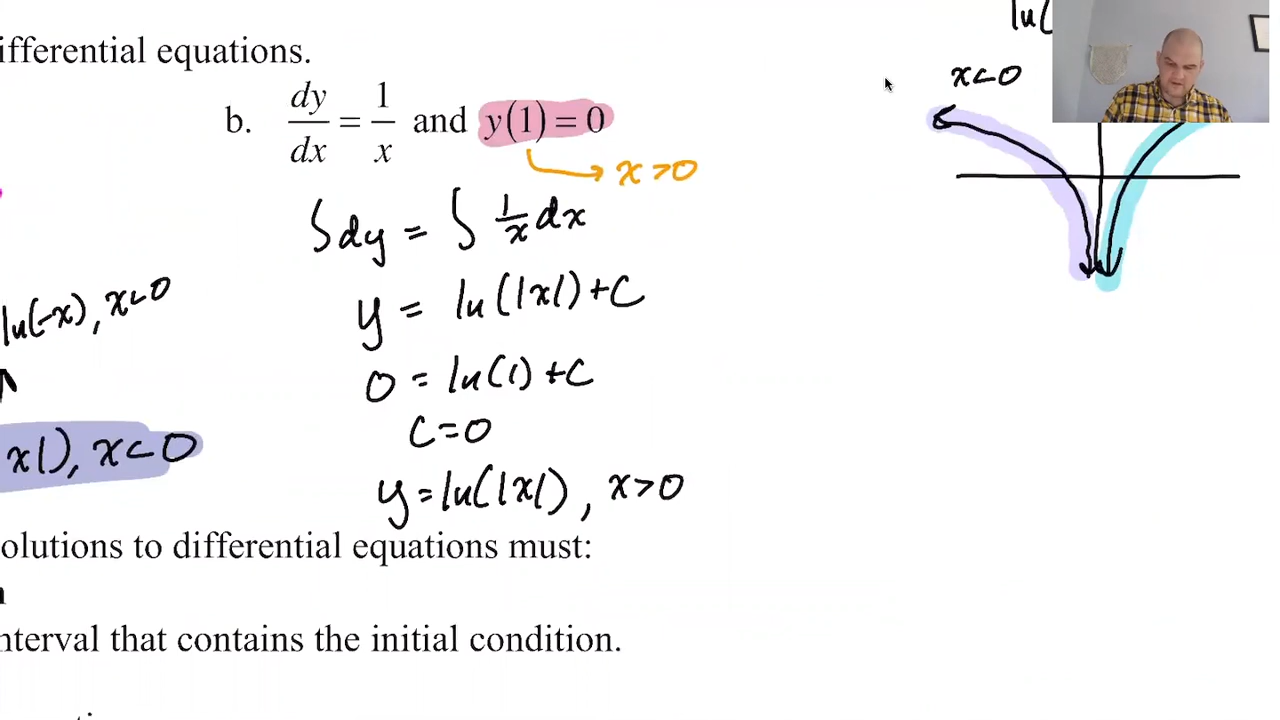 ifferential equations.
b. dy/dx = 1/x and y(1) = 0
x>0
∫dy = ∫ 1/x dx
y = ln(|x|)+C
0 = ln(1)+C
C=0
y=ln(|x|), x>0
ln(-x), x<0
x|), x<0
olutions to differential equations must:
nterval that contains the initial condition.
ln(
x<0